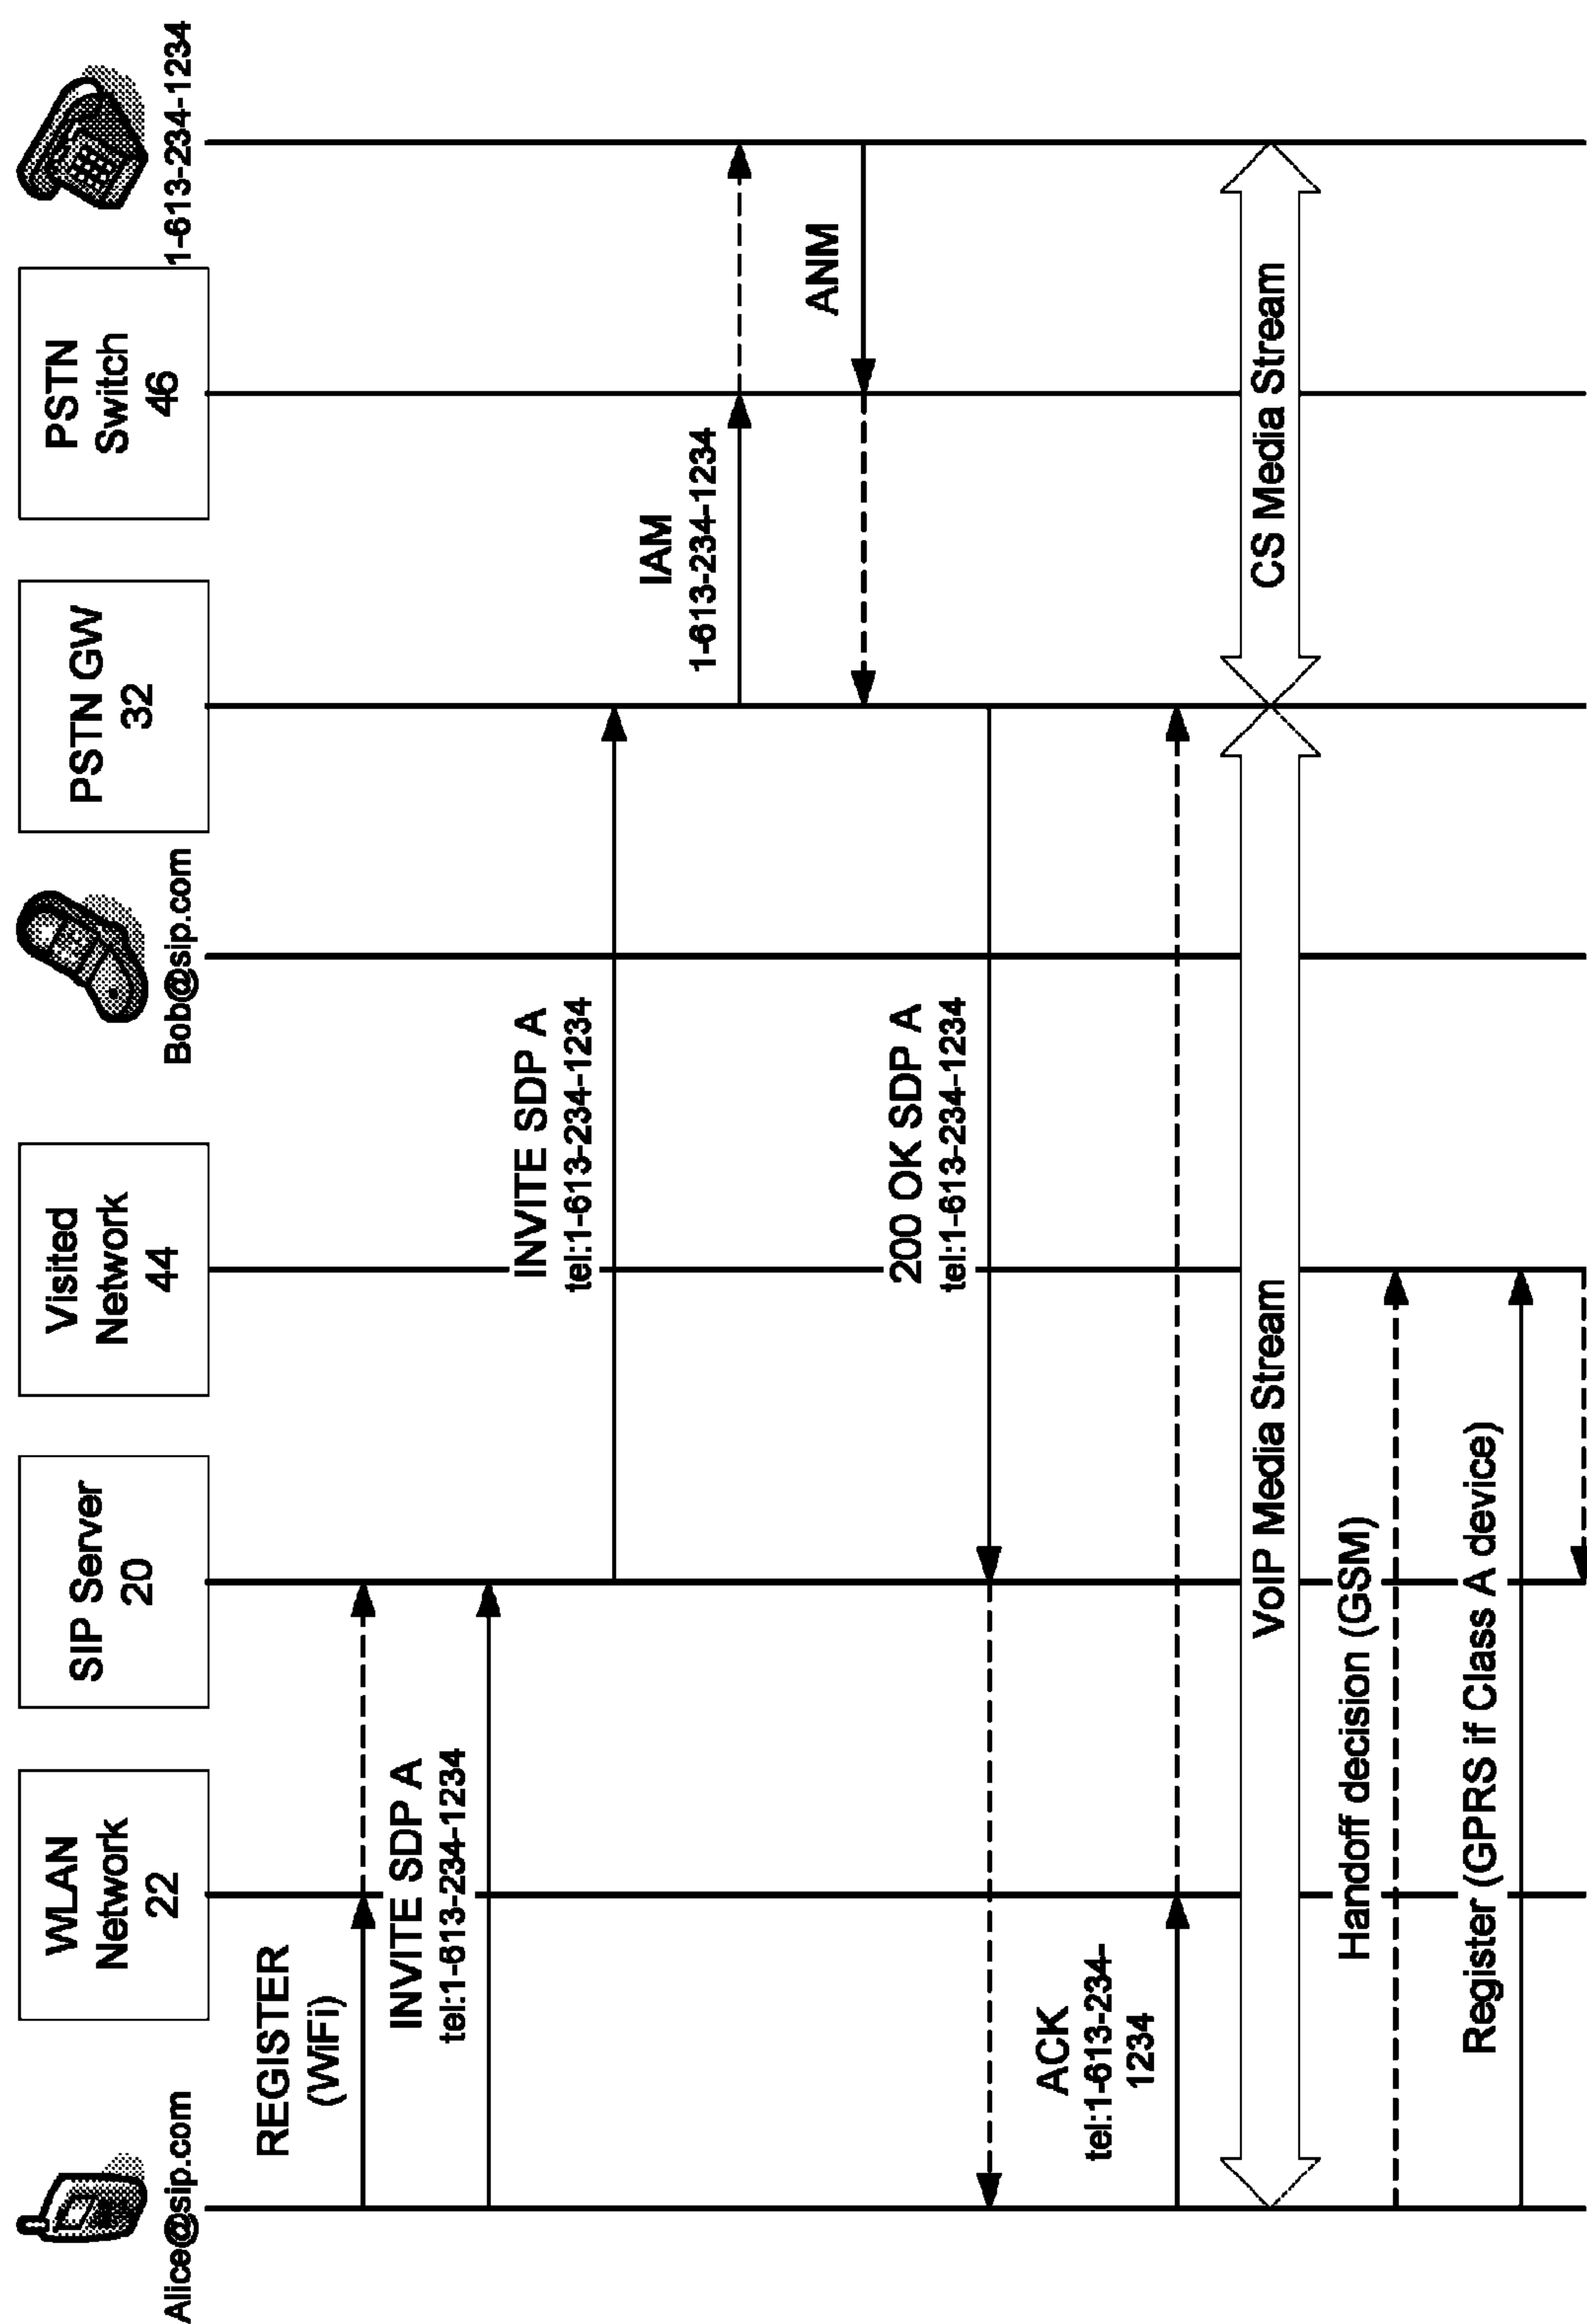 Alice@sip.com
WLAN
Network
22
SIP Server
20
Visited
Network
44
Bob@sip.com
PSTN GW
32
PSTN
Switch
46
1-613-234-1234
REGISTER
(WiFi)
INVITE SDP A
tel:1-613-234-1234
INVITE SDP A
tel:1-613-234-1234
IAM
1-613-234-1234
ANM
200 OK SDP A
tel:1-613-234-1234
ACK
tel:1-613-234-
1234
VoIP Media Stream
CS Media Stream
Handoff decision (GSM)
Register (GPRS if Class A device)